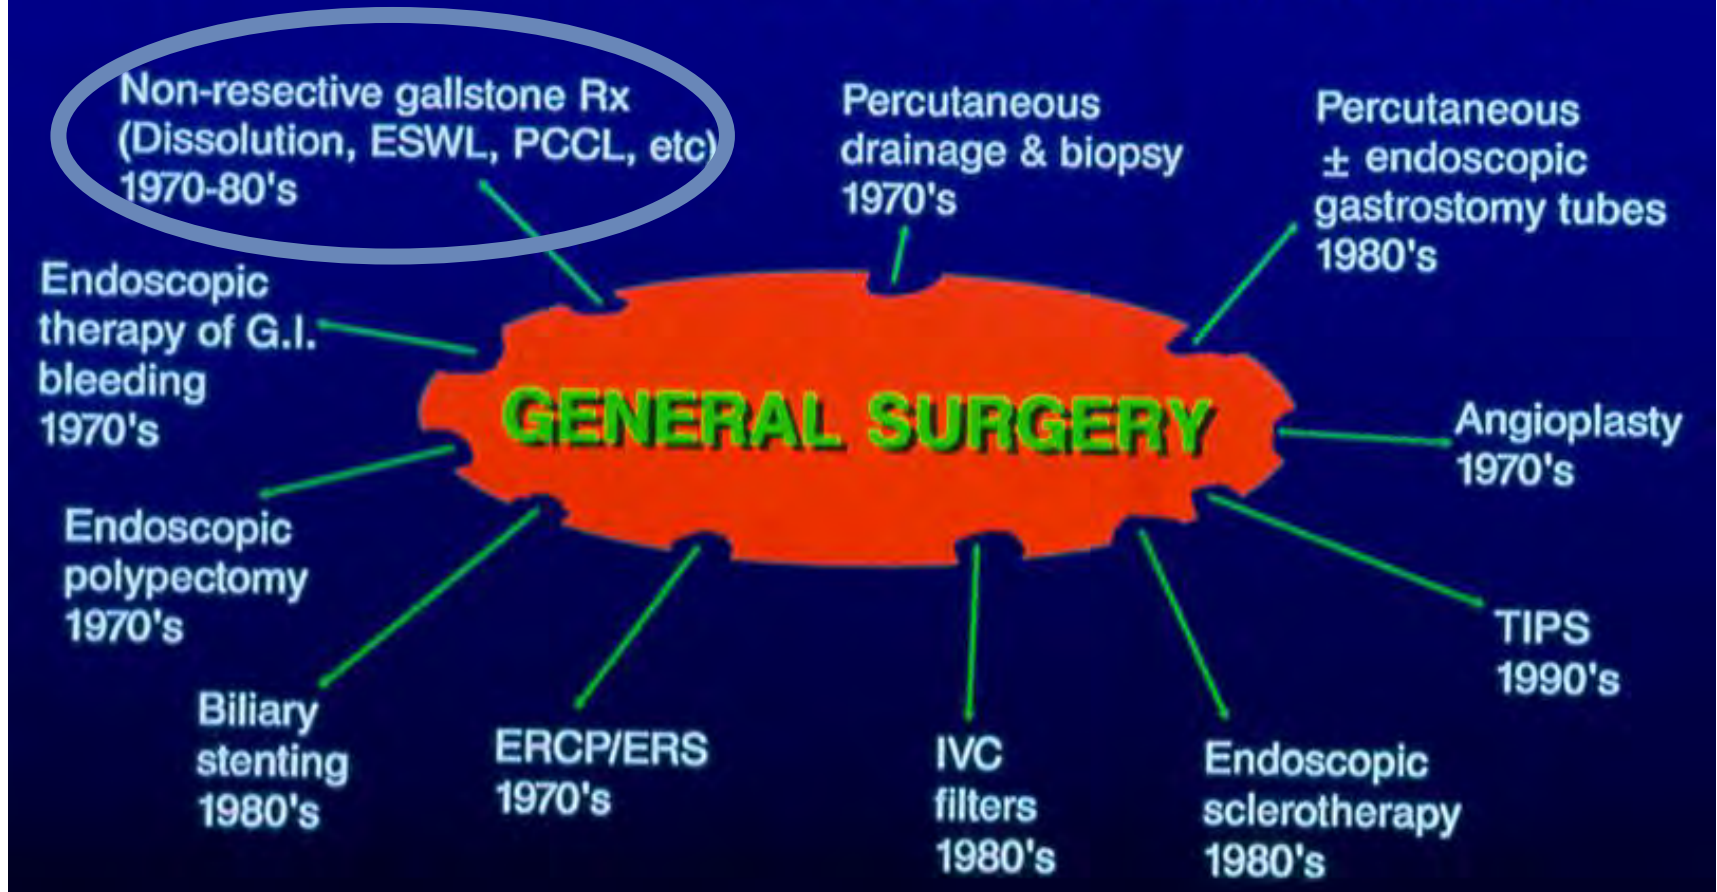 Non-resective gallstone Rx
(Dissolution, ESWL, PCCL, etc)
1970-80's
Percutaneous
drainage & biopsy
1970's
Percutaneous
± endoscopic
gastrostomy tubes
1980's
Endoscopic
therapy of G.I.
bleeding
1970's
GENERAL SURGERY
Angioplasty
1970's
Endoscopic
polypectomy
1970's
TIPS
1990's
Biliary
stenting
1980's
ERCP/ERS
1970's
IVC
filters
1980's
Endoscopic
sclerotherapy
1980's